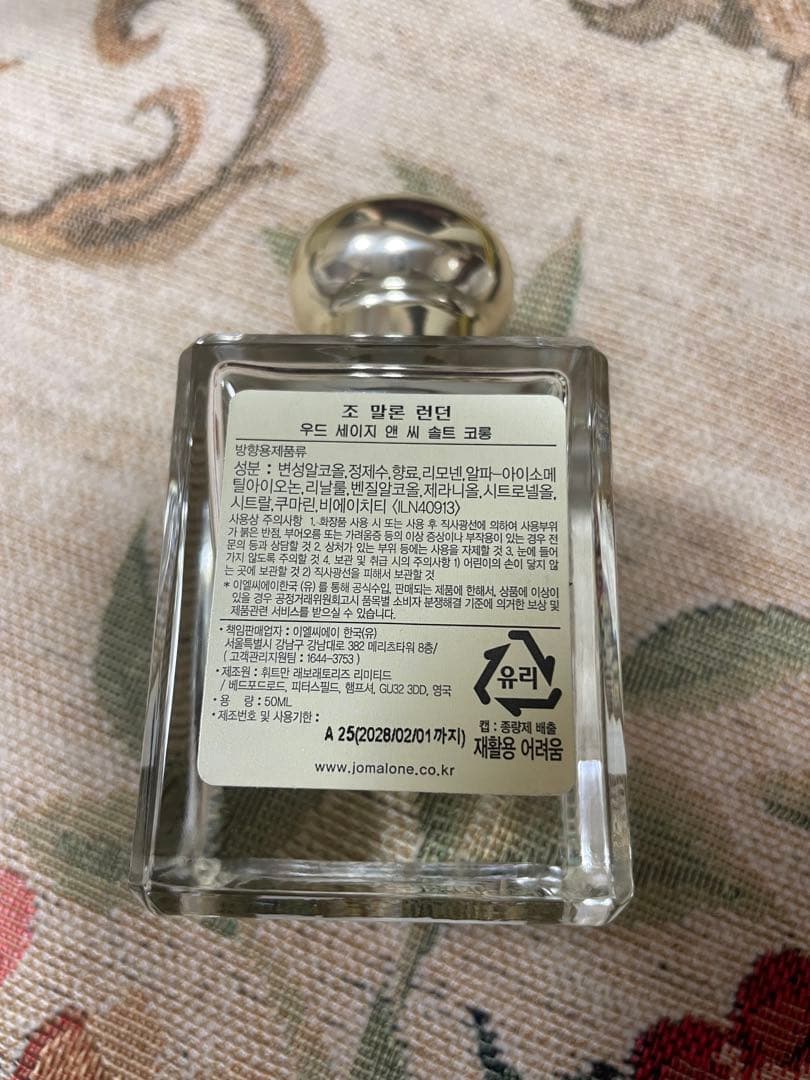 조 말론 런던
우드 세이지 앤 씨 솔트 코롱
방향용제품류
성분 : 변성알코올,정제수,향료,리모넨,알파-아이소메
틸아이오논,리날룰,벤질알코올,제라니올,시트로넬올,
시트랄,쿠마린,비에이치티 <ILN40913>
사용상 주의사항 1. 화장품 사용 시 또는 사용 후 직사광선에 의하여 사용부위
가 붉은 반점, 부어오름 또는 가려움증 등의 이상 증상이나 부작용이 있는 경우 전
문의 등과 상담할 것 2. 상처가 있는 부위 등에는 사용을 자제할 것 3. 눈에 들어
가지 않도록 주의할 것 4. 보관 및 취급 시의 주의사항 1) 어린이의 손이 닿지 않
는 곳에 보관할 것 2) 직사광선을 피해서 보관할 것
* 이엘씨에이한국 (유) 를 통해 공식수입, 판매되는 제품에 한해서, 상품에 이상이
있을 경우 공정거래위원회고시 품목별 소비자 분쟁해결 기준에 의거한 보상 및
제품관련 서비스를 받으실 수 있습니다.
• 책임판매업자 : 이엘씨에이 한국(유)
서울특별시 강남구 강남대로 382 메리츠타워 8층/
( 고객관리지원팀 : 1644-3753 )
• 제조원 : 휘트만 래보래토리즈 리미티드
/ 베드포드로드, 피터스필드, 햄프셔, GU32 3DD, 영국
• 용 량 : 50ML
• 제조번호 및 사용기한 :
A 25(2028/02/01까지)
유리
캡 : 종량제 배출
재활용 어려움
www.jomalone.co.kr